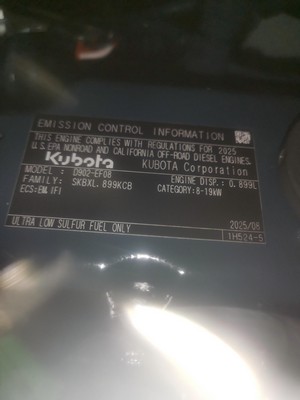 EMISSION CONTROL INFORMATION
THIS ENGINE COMPLIES WITH REGULATIONS FOR 2025
U.S.EPA NONROAD AND CALIFORNIA OFF-ROAD DIESEL ENGINES.
Kubota KUBOTA Corporation
MODEL: D902-EF08 ENGINE DISP.: 0.899L
FAMILY: SKBXL.899KCB CATEGORY:8-19kW
ECS:EM,IFI
ULTRA LOW SULFUR FUEL ONLY 2025/08
1H524-5